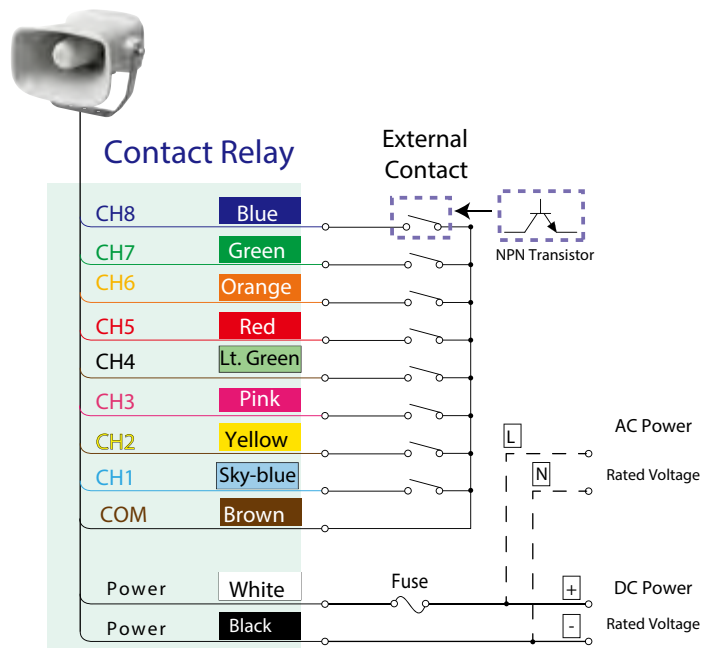 Contact Relay
External
Contact
CH8 Blue
NPN Transistor
CH7 Green
CH6 Orange
CH5 Red
CH4 Lt. Green
CH3 Pink
CH2 Yellow
L AC Power
CH1 Sky-blue
N Rated Voltage
COM Brown
Power White Fuse + DC Power
Power Black - Rated Voltage